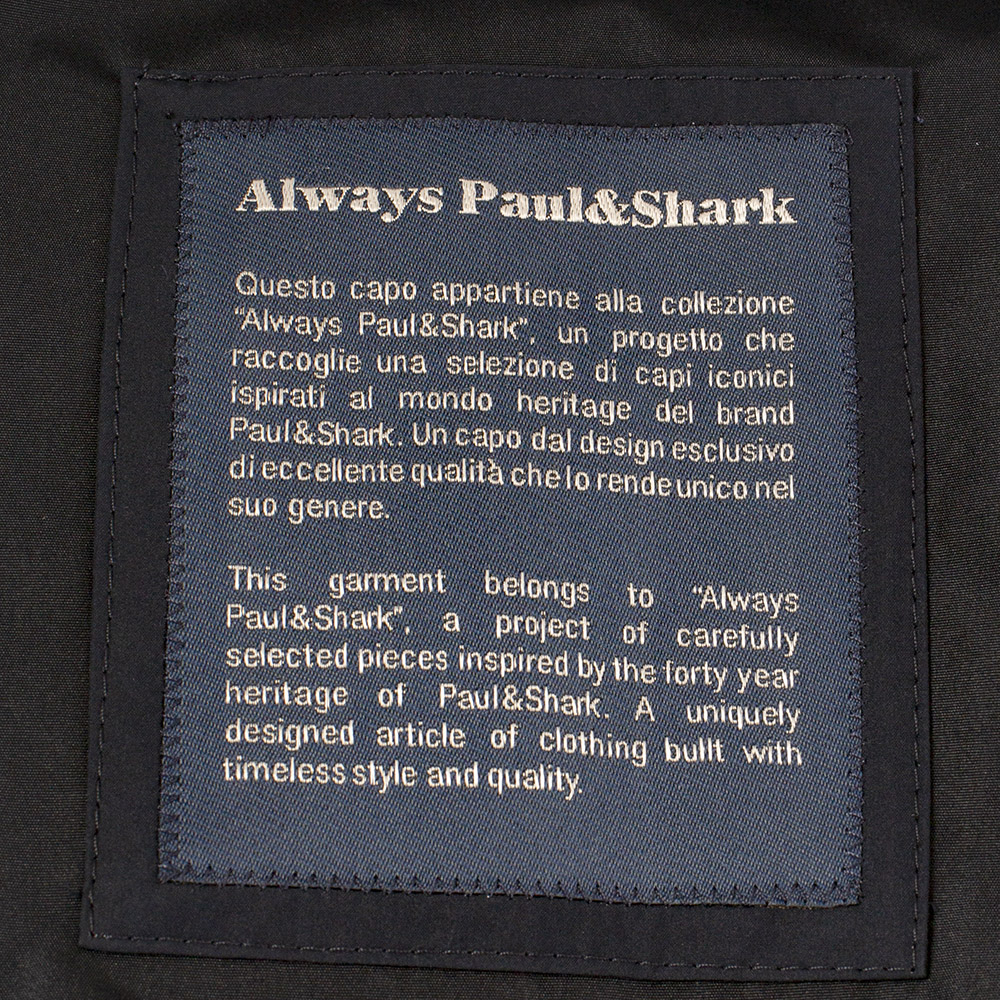 Always Paul&Shark
Questo capo appartiene alla collezione
"Always Paul&Shark", un progetto che
raccoglie una selezione di capi iconici
ispirati al mondo heritage del brand
Paul&Shark. Un capo dal design esclusivo
di eccellente qualità che lo rende unico nel
suo genere.
This garment belongs to "Always
Paul&Shark", a project of carefully
selected pieces inspired by the forty year
heritage of Paul&Shark. A uniquely
designed article of clothing built with
timeless style and quality.